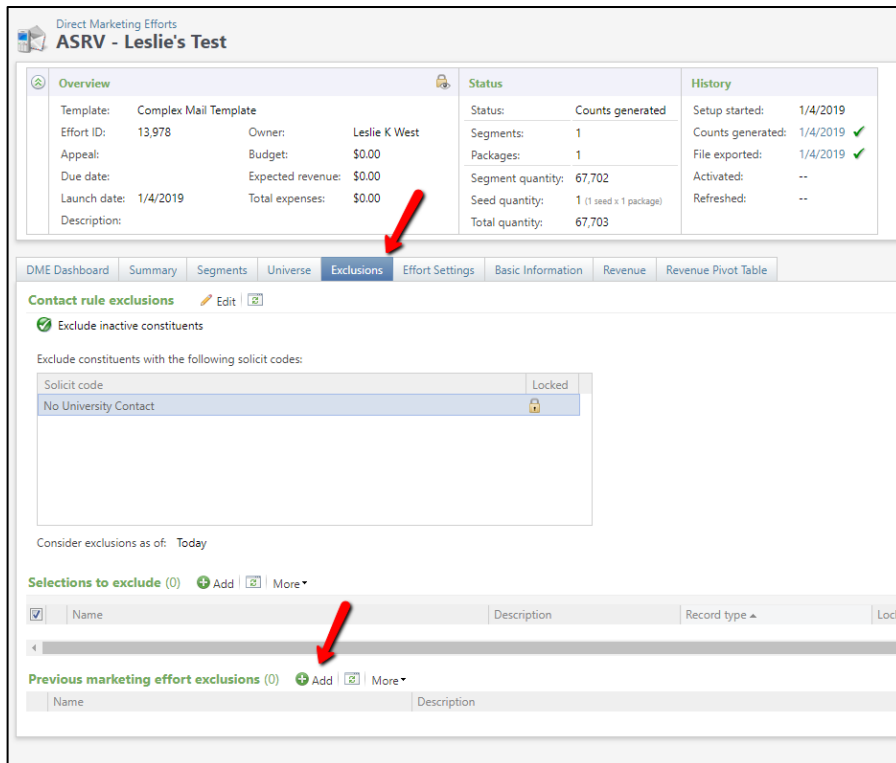 Direct Marketing Efforts
ASRV - Leslie's Test
Overview
Template: Complex Mail Template
Effort ID: 13,978 Owner: Leslie K West
Appeal: Budget: $0.00
Due date: Expected revenue: $0.00
Launch date: 1/4/2019 Total expenses: $0.00
Description:
Status
Status: Counts generated
Segments: 1
Packages: 1
Segment quantity: 67,702
Seed quantity: 1 (1 seed x 1 package)
Total quantity: 67,703
History
Setup started: 1/4/2019
Counts generated: 1/4/2019
File exported: 1/4/2019
Activated: --
Refreshed: --
DME Dashboard Summary Segments Universe Exclusions Effort Settings Basic Information Revenue Revenue Pivot Table
Contact rule exclusions Edit
Exclude inactive constituents
Exclude constituents with the following solicit codes:
Solicit code Locked
No University Contact
Consider exclusions as of: Today
Selections to exclude (0) Add More
Name Description Record type Loc
Previous marketing effort exclusions (0) Add More
Name Description